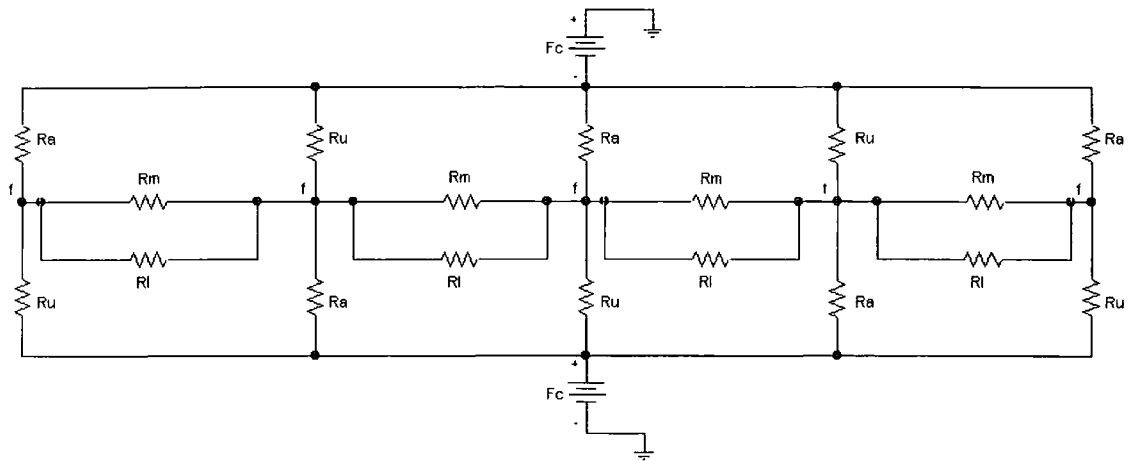 +
Fc
-
Ra Ru Ra Ru Ra
f Rm f Rm f Rm f Rm f
Rl Rl Rl Rl
Ru Ra Ru Ra Ru
+
Fc
-